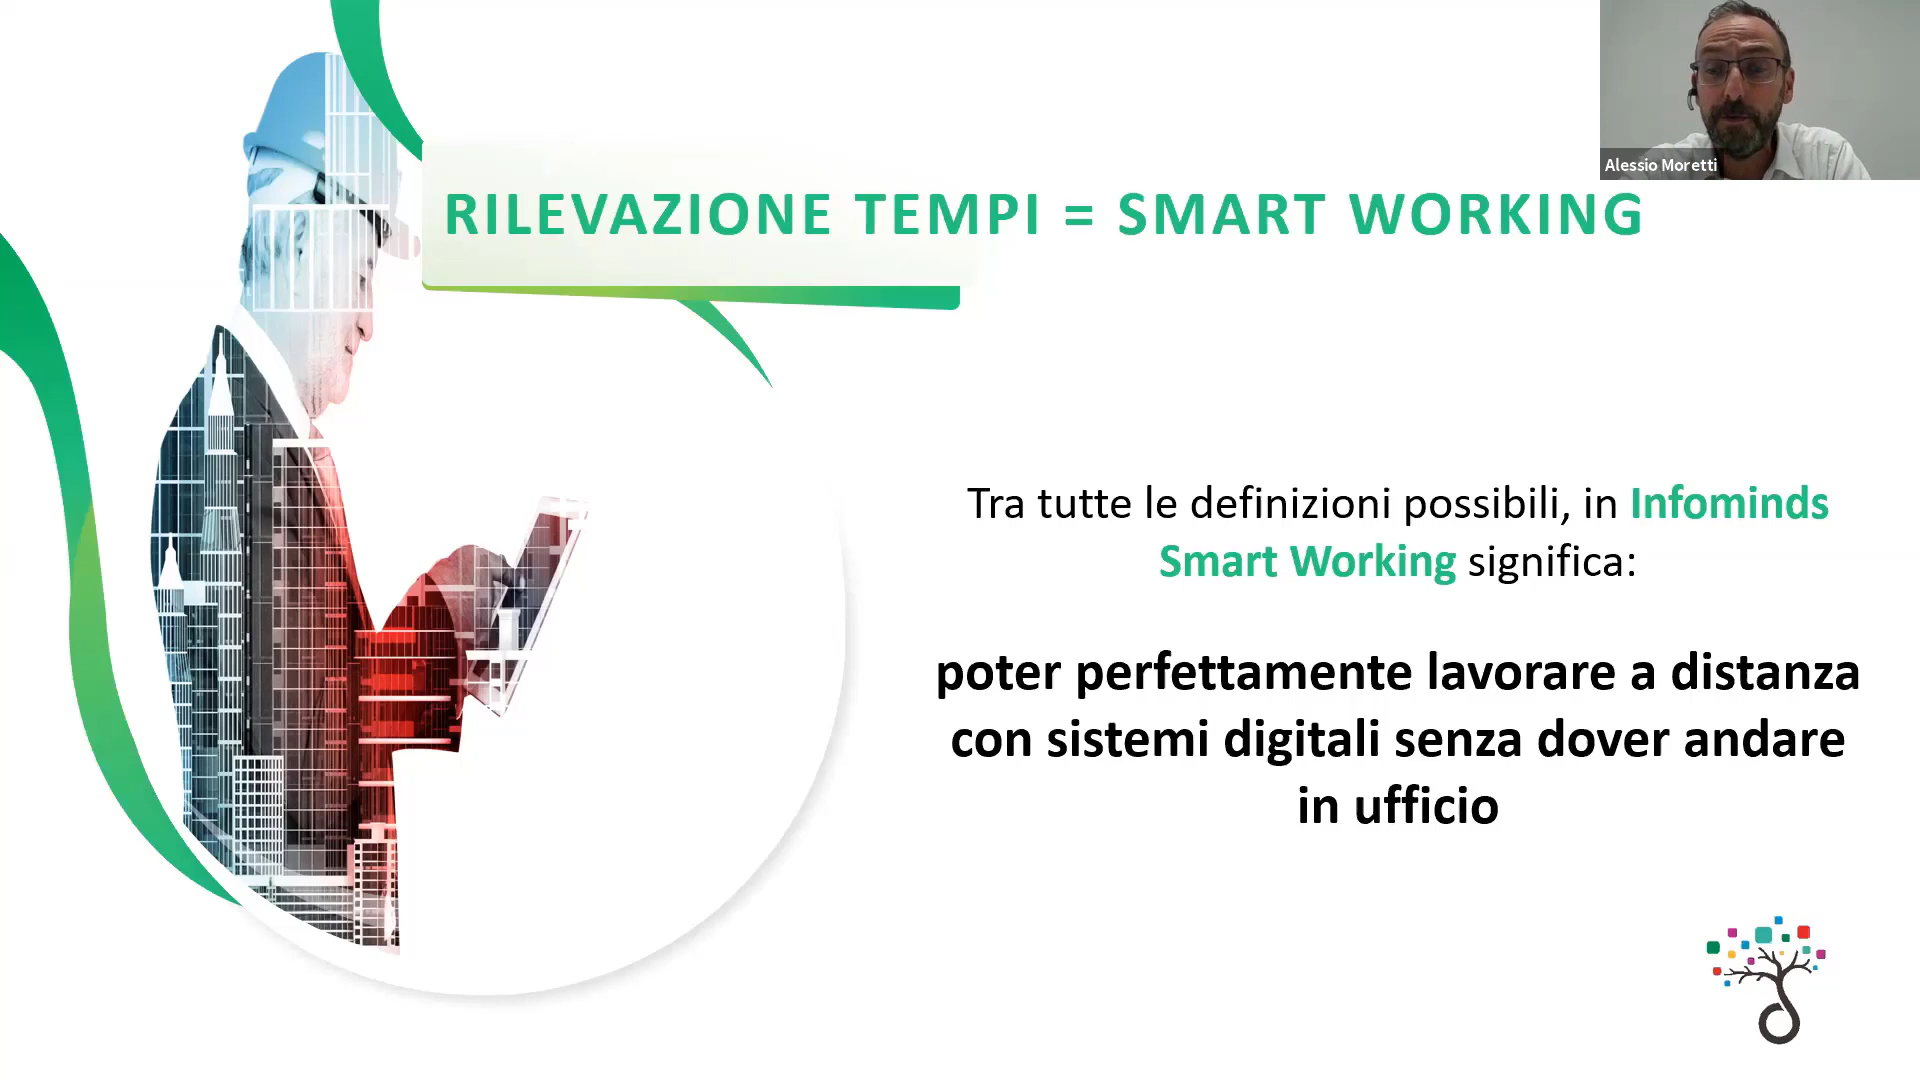 Alessio Moretti
RILEVAZIONE TEMPI = SMART WORKING
Tra tutte le definizioni possibili, in Infominds
Smart Working significa:
poter perfettamente lavorare a distanza
con sistemi digitali senza dover andare
in ufficio